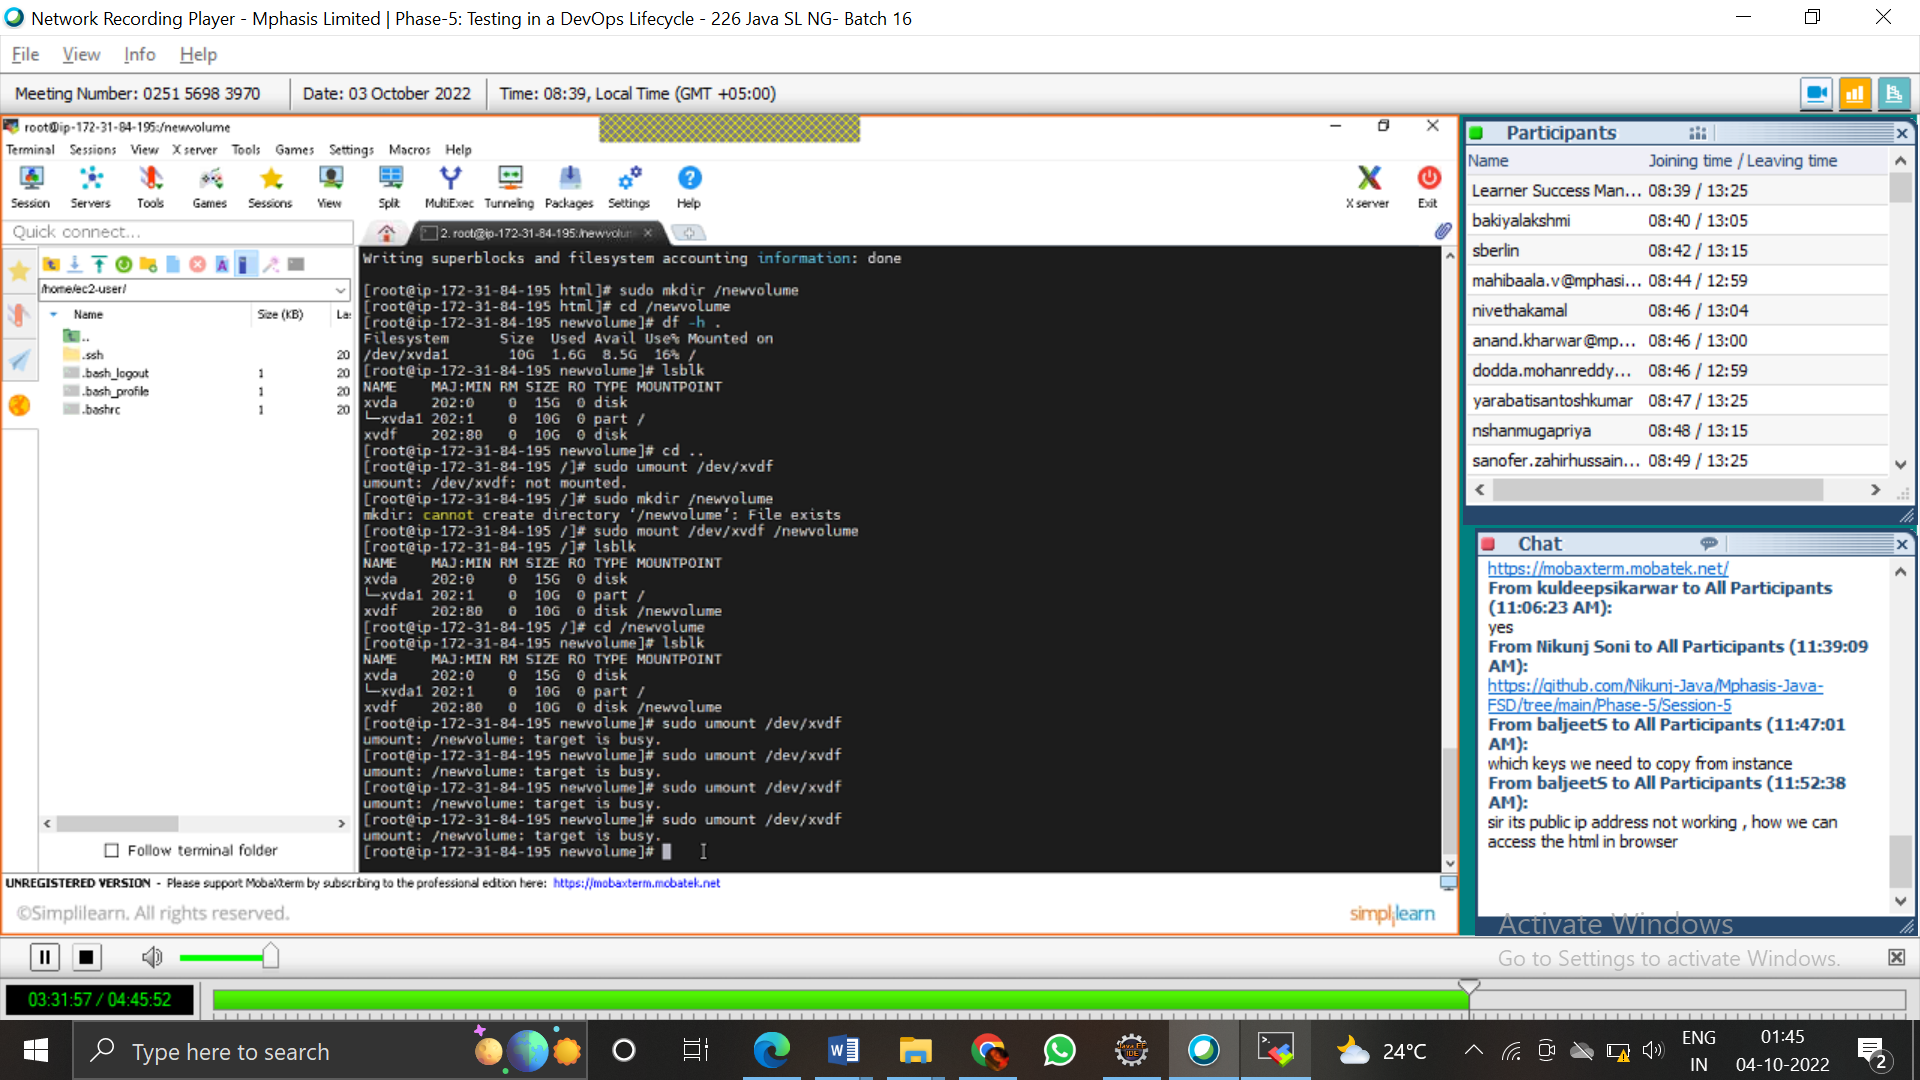 Network Recording Player - Mphasis Limited | Phase-5: Testing in a DevOps Lifecycle - 226 Java SL NG- Batch 16
File View Info Help
Meeting Number: 0251 5698 3970 Date: 03 October 2022 Time: 08:39, Local Time (GMT +05:00)
root@ip-172-31-84-195:/newvolume
Terminal Sessions View X server Tools Games Settings Macros Help
Session Servers Tools Games Sessions View Split MultiExec Tunneling Packages Settings Help X server Exit
Quick connect...
2. root@ip-172-31-84-195:/newvolum
/home/ec2-user/
Name Size (KB) La:
..
.ssh 20
.bash_logout 1 20
.bash_profile 1 20
.bashrc 1 20
Follow terminal folder
Writing superblocks and filesystem accounting information: done
[root@ip-172-31-84-195 html]# sudo mkdir /newvolume
[root@ip-172-31-84-195 html]# cd /newvolume
[root@ip-172-31-84-195 newvolume]# df -h .
Filesystem Size Used Avail Use% Mounted on
/dev/xvda1 10G 1.6G 8.5G 16% /
[root@ip-172-31-84-195 newvolume]# lsblk
NAME MAJ:MIN RM SIZE RO TYPE MOUNTPOINT
xvda 202:0 0 15G 0 disk
└─xvda1 202:1 0 10G 0 part /
xvdf 202:80 0 10G 0 disk
[root@ip-172-31-84-195 newvolume]# cd ..
[root@ip-172-31-84-195 /]# sudo umount /dev/xvdf
umount: /dev/xvdf: not mounted.
[root@ip-172-31-84-195 /]# sudo mkdir /newvolume
mkdir: cannot create directory ‘/newvolume’: File exists
[root@ip-172-31-84-195 /]# sudo mount /dev/xvdf /newvolume
[root@ip-172-31-84-195 /]# lsblk
NAME MAJ:MIN RM SIZE RO TYPE MOUNTPOINT
xvda 202:0 0 15G 0 disk
└─xvda1 202:1 0 10G 0 part /
xvdf 202:80 0 10G 0 disk /newvolume
[root@ip-172-31-84-195 /]# cd /newvolume
[root@ip-172-31-84-195 newvolume]# lsblk
NAME MAJ:MIN RM SIZE RO TYPE MOUNTPOINT
xvda 202:0 0 15G 0 disk
└─xvda1 202:1 0 10G 0 part /
xvdf 202:80 0 10G 0 disk /newvolume
[root@ip-172-31-84-195 newvolume]# sudo umount /dev/xvdf
umount: /newvolume: target is busy.
[root@ip-172-31-84-195 newvolume]# sudo umount /dev/xvdf
umount: /newvolume: target is busy.
[root@ip-172-31-84-195 newvolume]# sudo umount /dev/xvdf
umount: /newvolume: target is busy.
[root@ip-172-31-84-195 newvolume]# sudo umount /dev/xvdf
umount: /newvolume: target is busy.
[root@ip-172-31-84-195 newvolume]#
UNREGISTERED VERSION - Please support MobaXterm by subscribing to the professional edition here: https://mobaxterm.mobatek.net
©Simplilearn. All rights reserved.
simplilearn
Participants
Name Joining time / Leaving time
Learner Success Man... 08:39 / 13:25
bakiyalakshmi 08:40 / 13:05
sberlin 08:42 / 13:15
mahibaala.v@mphasi... 08:44 / 12:59
nivethakamal 08:46 / 13:04
anand.kharwar@mp... 08:46 / 13:00
dodda.mohanreddy... 08:46 / 12:59
yarabatisantoshkumar 08:47 / 13:25
nshanmugapriya 08:48 / 13:15
sanofer.zahirhussain... 08:49 / 13:25
Chat
https://mobaxterm.mobatek.net/
From kuldeepsikarwar to All Participants
(11:06:23 AM):
yes
From Nikunj Soni to All Participants (11:39:09
AM):
https://github.com/Nikunj-Java/Mphasis-Java-
FSD/tree/main/Phase-5/Session-5
From baljeetS to All Participants (11:47:01
AM):
which keys we need to copy from instance
From baljeetS to All Participants (11:52:38
AM):
sir its public ip address not working , how we can
access the html in browser
Activate Windows
Go to Settings to activate Windows.
03:31:57 / 04:45:52
Type here to search
24°C
ENG
IN
01:45
04-10-2022
2